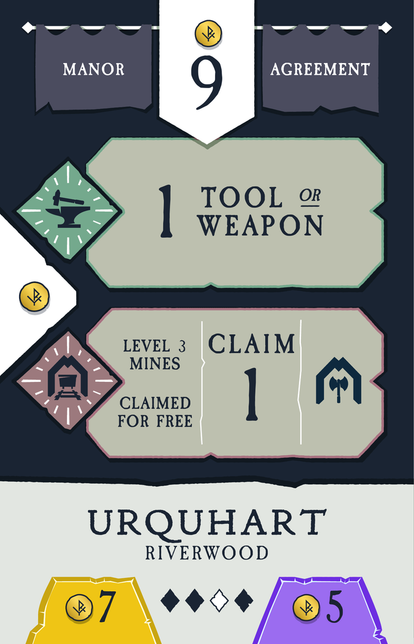 MANOR
9
AGREEMENT
1 TOOL OR
WEAPON
LEVEL 3
MINES
CLAIMED
FOR FREE
CLAIM
1
URQUHART
RIVERWOOD
7
5